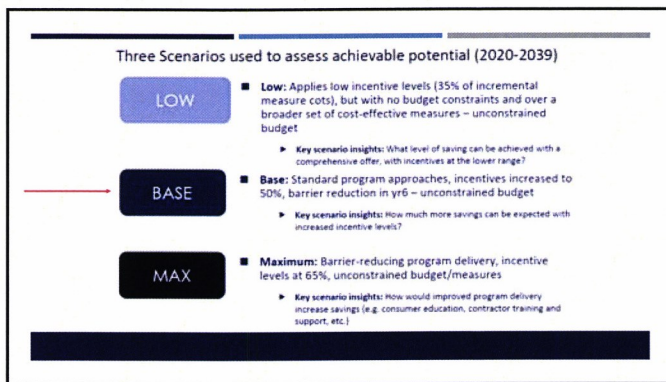 Three Scenarios used to assess achievable potential (2020-2039)
LOW
■ Low: Applies low incentive levels (35% of incremental
measure cots), but with no budget constraints and over a
broader set of cost-effective measures – unconstrained
budget
► Key scenario insights: What level of saving can be achieved with a
comprehensive offer, with incentives at the lower range?
BASE
■ Base: Standard program approaches, incentives increased to
50%, barrier reduction in yr6 – unconstrained budget
► Key scenario insights: How much more savings can be expected with
increased incentive levels?
MAX
■ Maximum: Barrier-reducing program delivery, incentive
levels at 65%, unconstrained budget/measures
► Key scenario insights: How would improved program delivery
increase savings (e.g. consumer education, contractor training and
support, etc.)